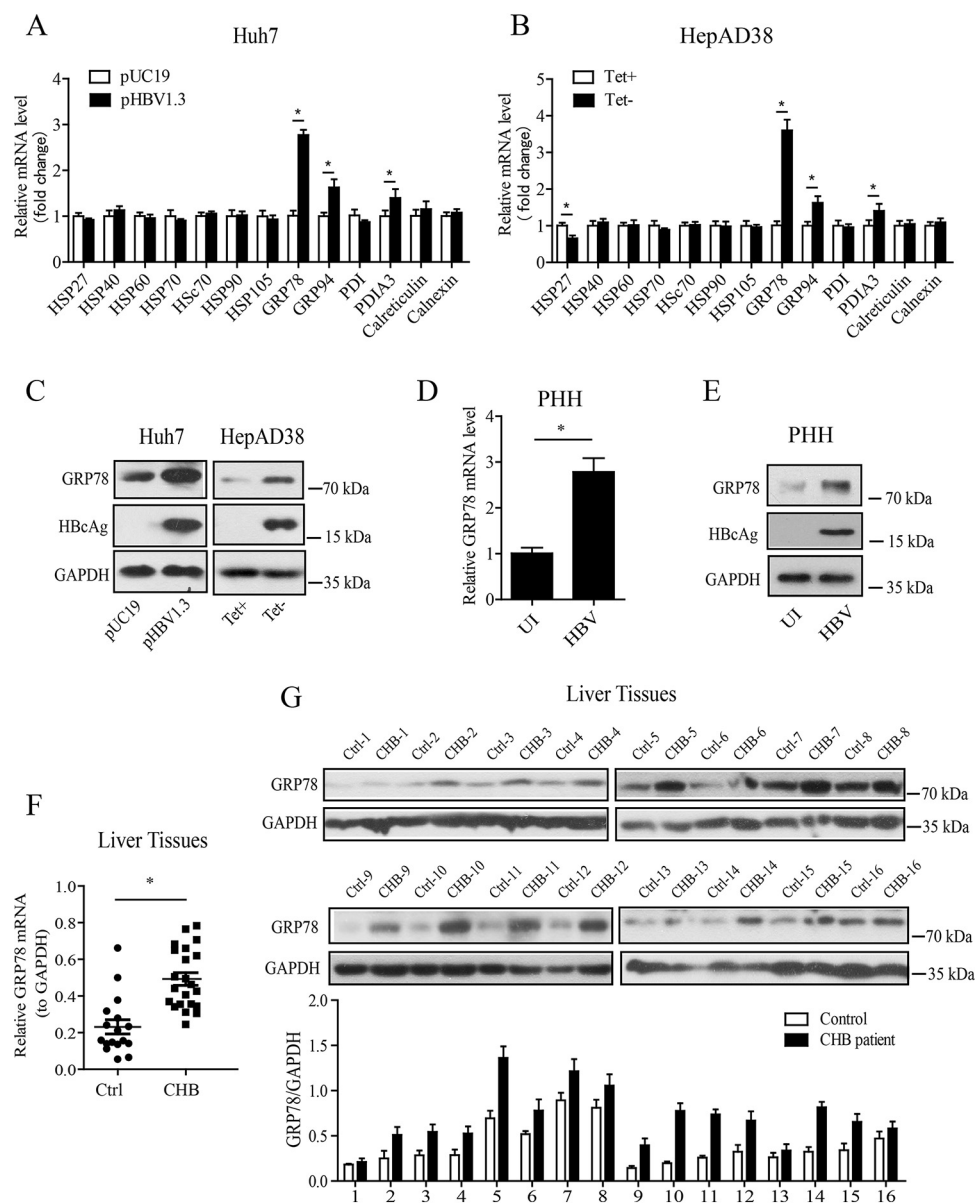 A
Huh7
Relative mRNA level
(fold change)
4
3
2
1
0
pUC19
pHBV1.3
*
*
*
HSP27
HSP40
HSP60
HSP70
HSc70
HSP90
HSP105
GRP78
GRP94
PDI
PDIA3
Calreticulin
Calnexin
B
HepAD38
Relative mRNA level
(fold change)
5
4
3
2
1
0
Tet+
Tet-
*
*
*
*
HSP27
HSP40
HSP60
HSP70
HSc70
HSP90
HSP105
GRP78
GRP94
PDI
PDIA3
Calreticulin
Calnexin
C
Huh7 HepAD38
GRP78
70 kDa
HBcAg
15 kDa
GAPDH
35 kDa
pUC19
pHBV1.3
Tet+
Tet-
D
PHH
Relative GRP78 mRNA level
4
3
2
1
0
*
UI
HBV
E
PHH
GRP78
70 kDa
HBcAg
15 kDa
GAPDH
35 kDa
UI
HBV
F
Liver Tissues
Relative GRP78 mRNA
(to GAPDH)
1.0
0.8
0.6
0.4
0.2
0.0
*
Ctrl
CHB
G
Liver Tissues
Ctrl-1
CHB-1
Ctrl-2
CHB-2
Ctrl-3
CHB-3
Ctrl-4
CHB-4
Ctrl-5
CHB-5
Ctrl-6
CHB-6
Ctrl-7
CHB-7
Ctrl-8
CHB-8
GRP78
70 kDa
GAPDH
35 kDa
Ctrl-9
CHB-9
Ctrl-10
CHB-10
Ctrl-11
CHB-11
Ctrl-12
CHB-12
Ctrl-13
CHB-13
Ctrl-14
CHB-14
Ctrl-15
CHB-15
Ctrl-16
CHB-16
GRP78
70 kDa
GAPDH
35 kDa
GRP78/GAPDH
2.0
1.5
1.0
0.5
0.0
Control
CHB patient
1 2 3 4 5 6 7 8 9 10 11 12 13 14 15 16